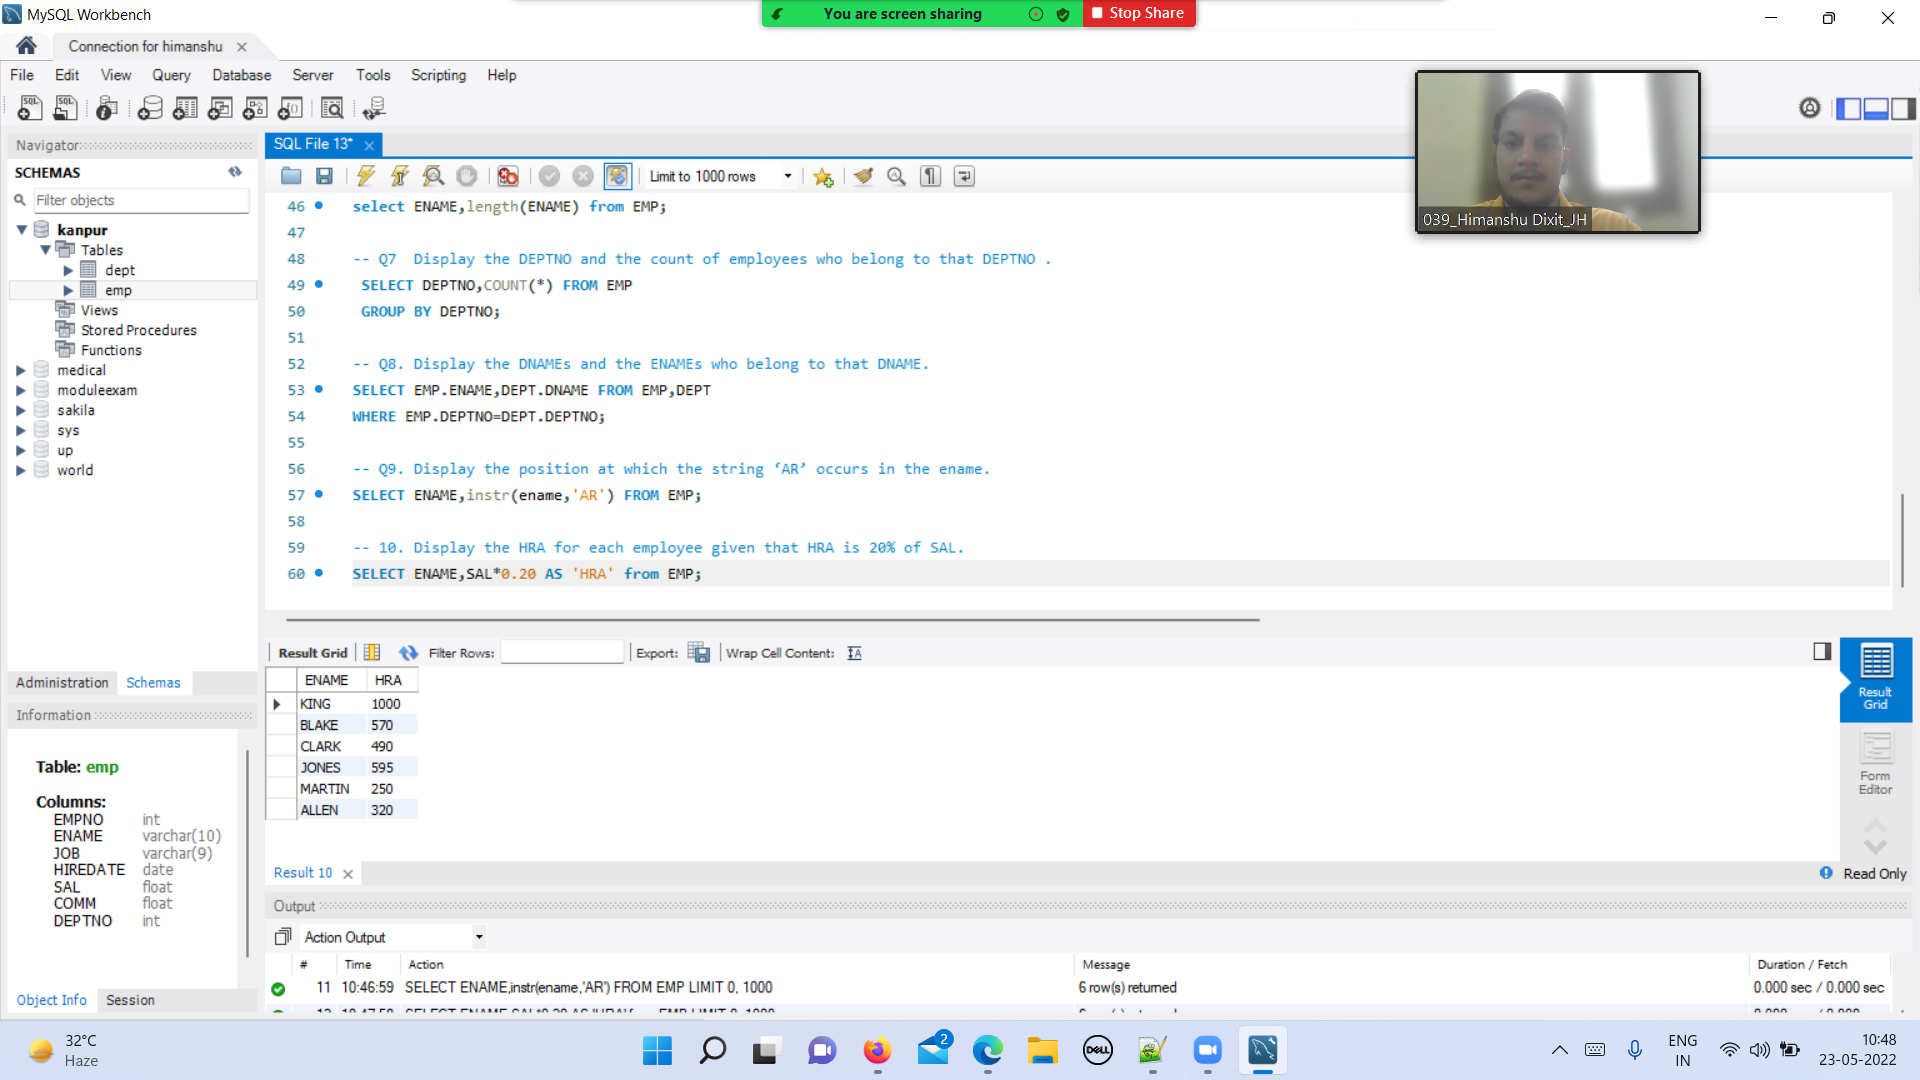 MySQL Workbench
You are screen sharing
Stop Share
Connection for himanshu
File Edit View Query Database Server Tools Scripting Help
Navigator
SCHEMAS
Filter objects
kanpur
Tables
dept
emp
Views
Stored Procedures
Functions
medical
moduleexam
sakila
sys
up
world
Administration Schemas
Information
Table: emp
Columns:
EMPNO int
ENAME varchar(10)
JOB varchar(9)
HIREDATE date
SAL float
COMM float
DEPTNO int
Object Info Session
SQL File 13*
Limit to 1000 rows
039_Himanshu Dixit_JH
46 select ENAME,length(ENAME) from EMP;
47
48 -- Q7  Display the DEPTNO and the count of employees who belong to that DEPTNO .
49 SELECT DEPTNO,COUNT(*) FROM EMP
50 GROUP BY DEPTNO;
51
52 -- Q8. Display the DNAMEs and the ENAMEs who belong to that DNAME.
53 SELECT EMP.ENAME,DEPT.DNAME FROM EMP,DEPT
54 WHERE EMP.DEPTNO=DEPT.DEPTNO;
55
56 -- Q9. Display the position at which the string ‘AR’ occurs in the ename.
57 SELECT ENAME,instr(ename,'AR') FROM EMP;
58
59 -- 10. Display the HRA for each employee given that HRA is 20% of SAL.
60 SELECT ENAME,SAL*0.20 AS 'HRA' from EMP;
Result Grid Filter Rows: Export: Wrap Cell Content:
ENAME HRA
KING 1000
BLAKE 570
CLARK 490
JONES 595
MARTIN 250
ALLEN 320
Result Grid
Form Editor
Result 10
Read Only
Output
Action Output
# Time Action Message Duration / Fetch
11 10:46:59 SELECT ENAME,instr(ename,'AR') FROM EMP LIMIT 0, 1000 6 row(s) returned 0.000 sec / 0.000 sec
32°C
Haze
2
DELL
ENG
IN
10:48
23-05-2022